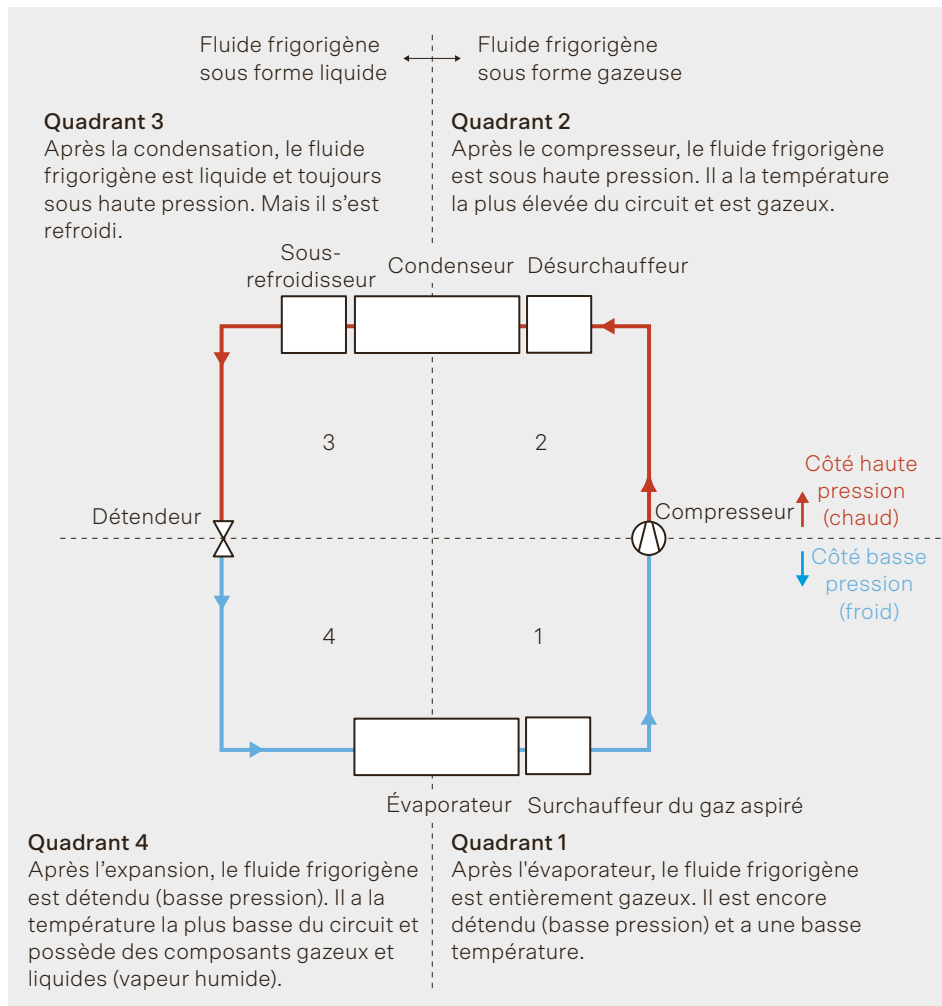 Fluide frigorigène
sous forme liquide
Fluide frigorigène
sous forme gazeuse
Quadrant 3
Après la condensation, le fluide
frigorigène est liquide et toujours
sous haute pression. Mais il s’est
refroidi.
Quadrant 2
Après le compresseur, le fluide frigorigène
est sous haute pression. Il a la température
la plus élevée du circuit et est gazeux.
Sous-
refroidisseur
Condenseur
Désurchauffeur
3
2
Côté haute
pression
(chaud)
Détendeur
Compresseur
Côté basse
pression
(froid)
4
1
Évaporateur
Surchauffeur du gaz aspiré
Quadrant 4
Après l’expansion, le fluide frigorigène
est détendu (basse pression). Il a la
température la plus basse du circuit et
possède des composants gazeux et
liquides (vapeur humide).
Quadrant 1
Après l'évaporateur, le fluide frigorigène
est entièrement gazeux. Il est encore
détendu (basse pression) et a une basse
température.